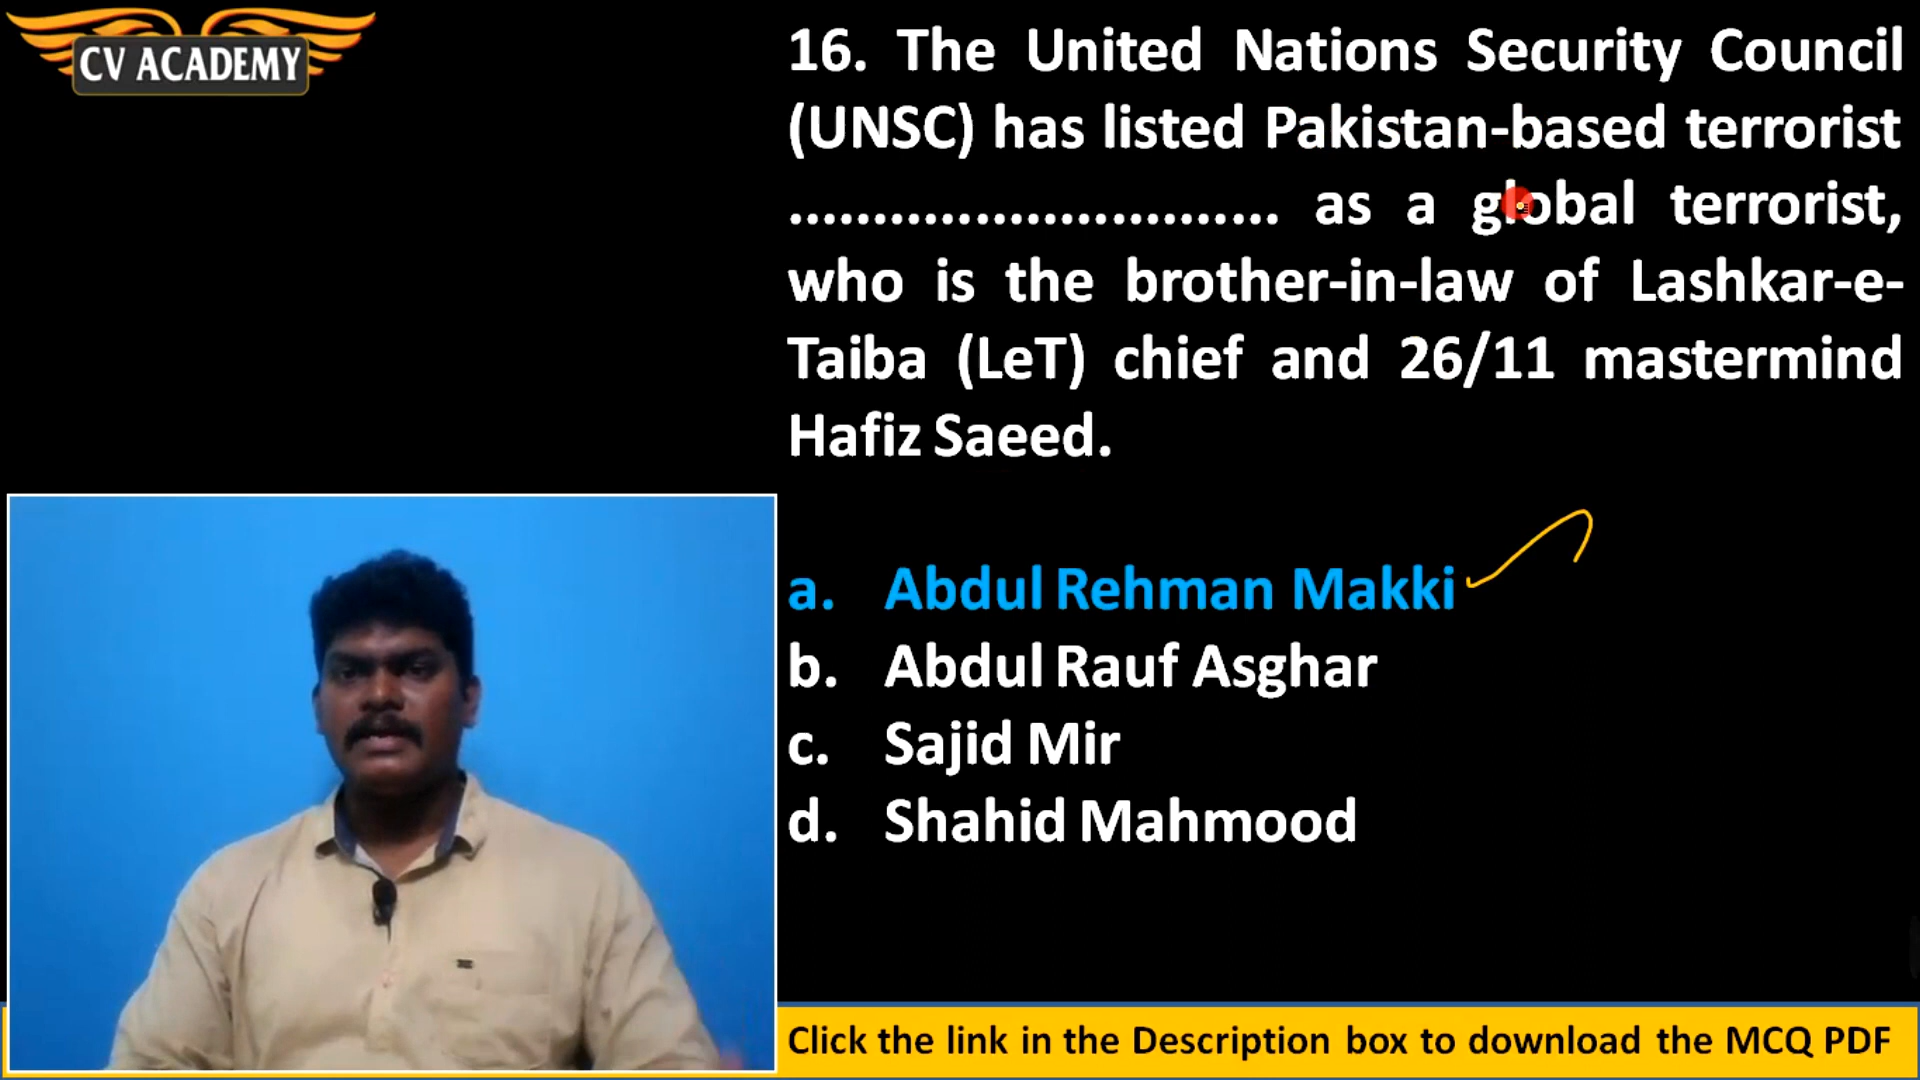 CV ACADEMY
16. The United Nations Security Council
(UNSC) has listed Pakistan-based terrorist
............................. as a global terrorist,
who is the brother-in-law of Lashkar-e-
Taiba (LeT) chief and 26/11 mastermind
Hafiz Saeed.
a. Abdul Rehman Makki
b. Abdul Rauf Asghar
c. Sajid Mir
d. Shahid Mahmood
Click the link in the Description box to download the MCQ PDF